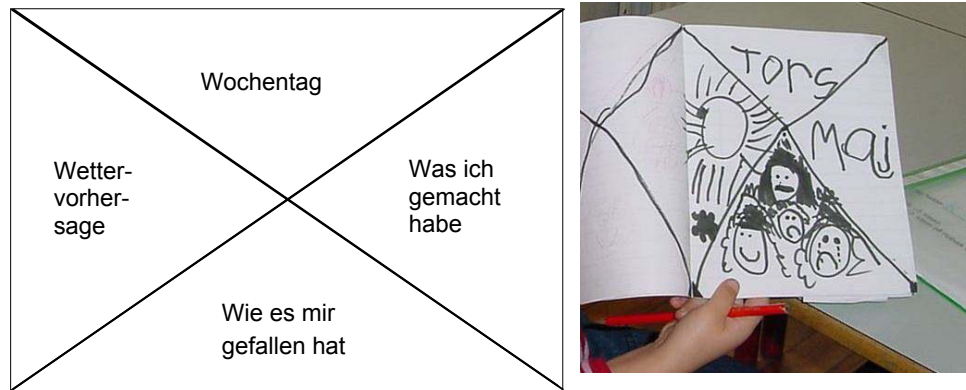 Wochentag
Wetter-
vorher-
sage
Was ich
gemacht
habe
Wie es mir
gefallen hat
Tors
Maj